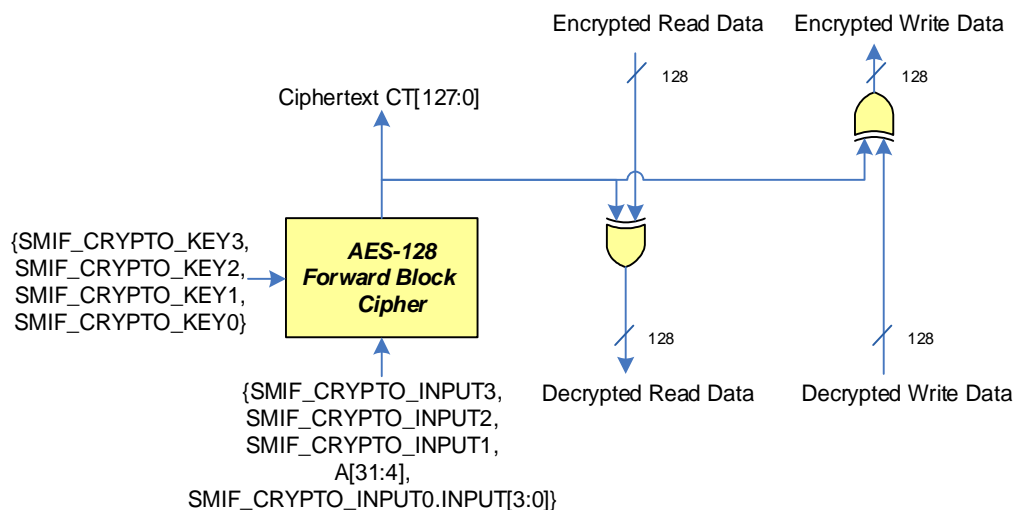 Encrypted Read Data
Encrypted Write Data
128
128
Ciphertext CT[127:0]
{SMIF_CRYPTO_KEY3,
SMIF_CRYPTO_KEY2,
SMIF_CRYPTO_KEY1,
SMIF_CRYPTO_KEY0}
AES-128
Forward Block
Cipher
128
128
{SMIF_CRYPTO_INPUT3,
SMIF_CRYPTO_INPUT2,
SMIF_CRYPTO_INPUT1,
A[31:4],
SMIF_CRYPTO_INPUT0.INPUT[3:0]}
Decrypted Read Data
Decrypted Write Data